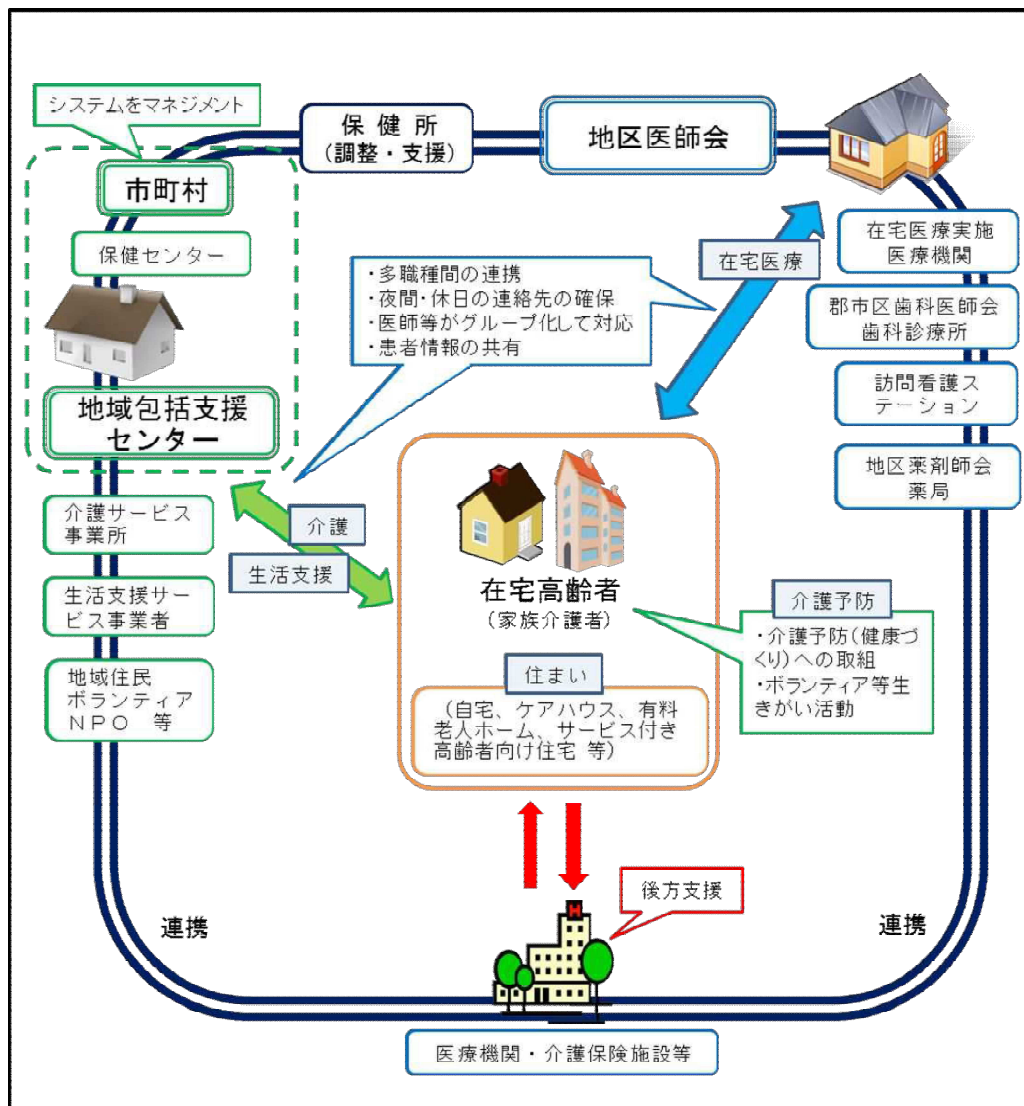 システムをマネジメント
市町村
保健センター
地域包括支援
センター
保健所
(調整・支援)
地区医師会
在宅医療実施
医療機関
郡市区歯科医師会
歯科診療所
訪問看護ス
テーション
地区薬剤師会
薬局
在宅医療
・多職種間の連携
・夜間・休日の連絡先の確保
・医師等がグループ化して対応
・患者情報の共有
介護サービス
事業所
生活支援サー
ビス事業者
地域住民
ボランティア
NPO 等
介護
生活支援
在宅高齢者
(家族介護者)
住まい
(自宅、ケアハウス、有料
老人ホーム、サービス付き
高齢者向け住宅 等)
介護予防
・介護予防(健康づ
くり)への取組
・ボランティア等生
きがい活動
後方支援
連携
連携
H
医療機関・介護保険施設等